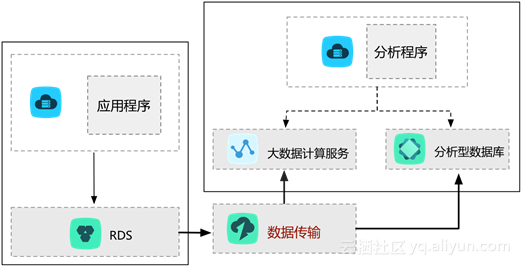 分析程序
应用程序
大数据计算服务
分析型数据库
RDS
数据传输
云栖社区 yq.aliyun.com